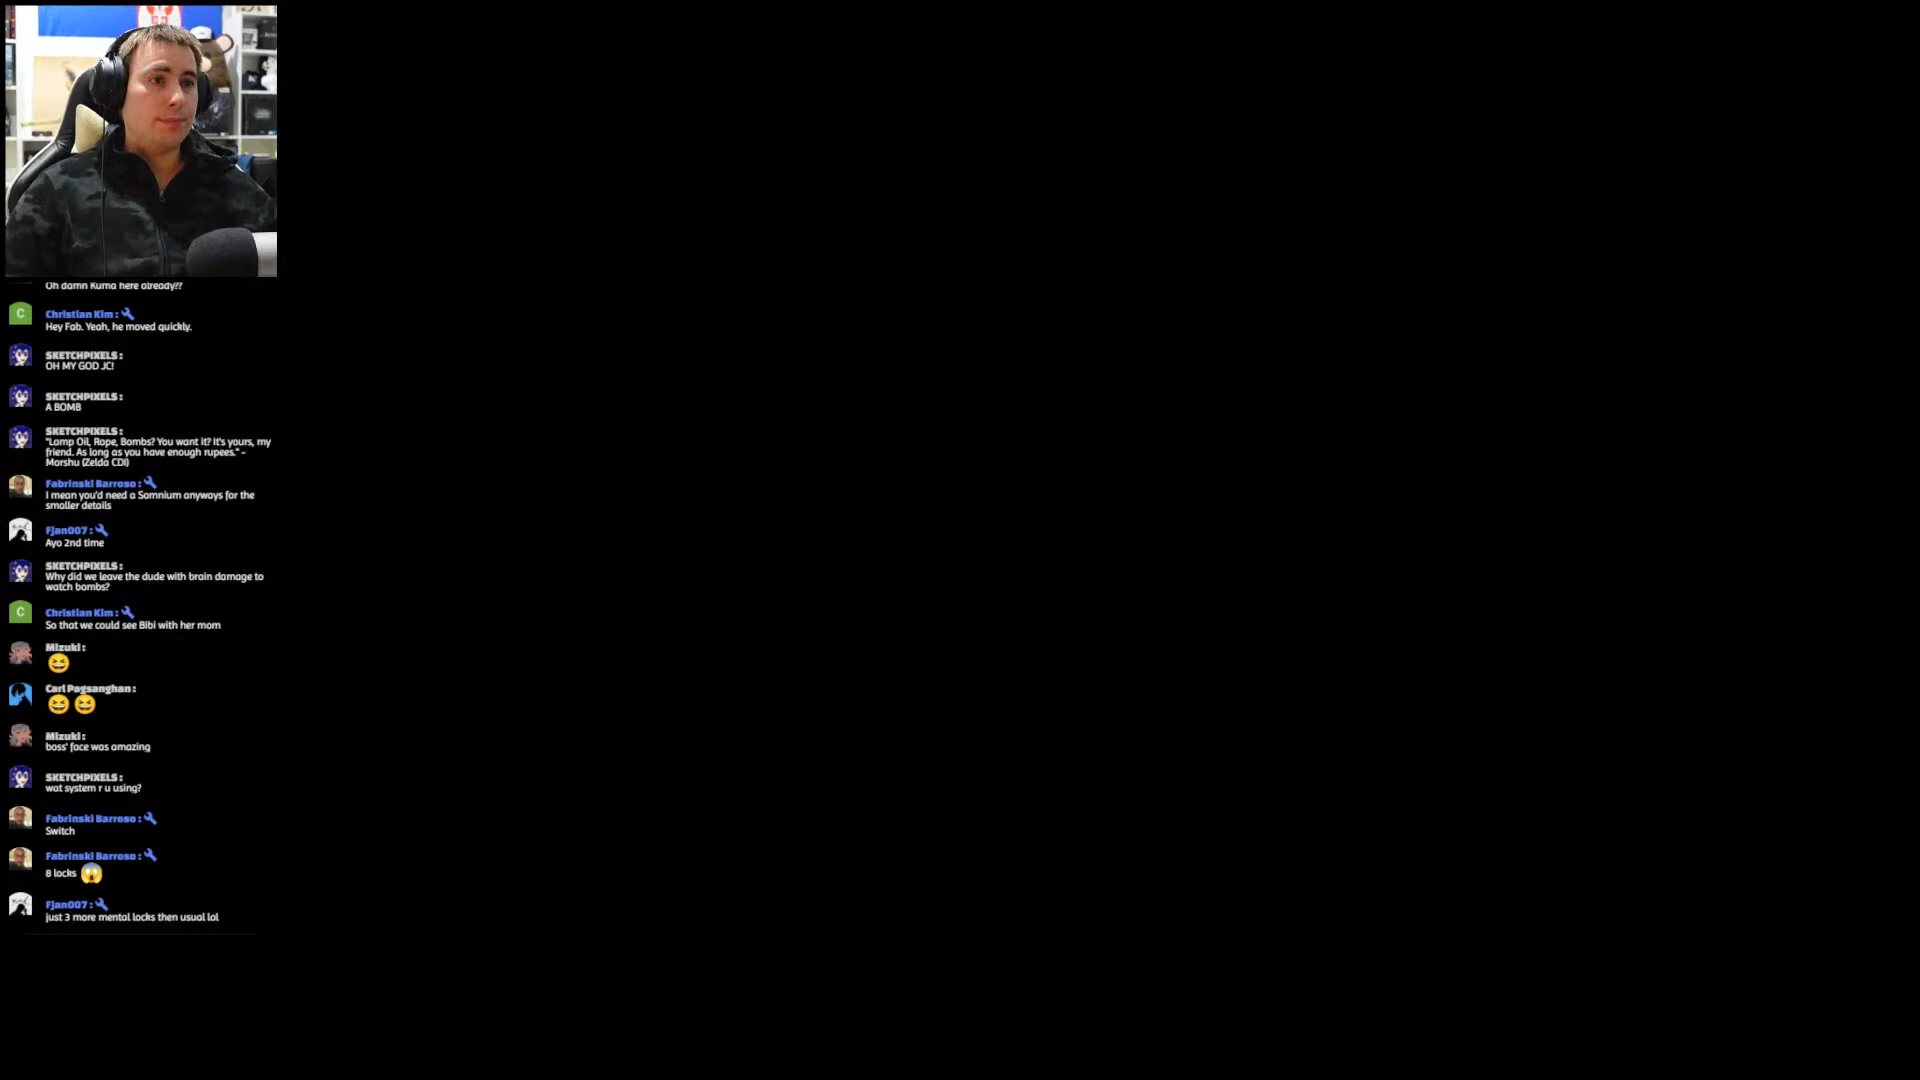 Oh damn Kuma here already??
Christian Kim :
Hey Fab. Yeah, he moved quickly.
SKETCHPIXELS :
OH MY GOD JC!
SKETCHPIXELS :
A BOMB
SKETCHPIXELS :
"Lamp Oil, Rope, Bombs? You want it? It's yours, my
friend. As long as you have enough rupees." -
Morshu (Zelda CDI)
Fabrinski Barroso :
I mean you'd need a Somnium anyways for the
smaller details
Fjan007 :
Ayo 2nd time
SKETCHPIXELS :
Why did we leave the dude with brain damage to
watch bombs?
Christian Kim :
So that we could see Bibi with her mom
Mizuki :
Carl Pagsanghan :
Mizuki :
boss' face was amazing
SKETCHPIXELS :
wat system r u using?
Fabrinski Barroso :
Switch
Fabrinski Barroso :
8 locks
Fjan007 :
just 3 more mental locks then usual lol